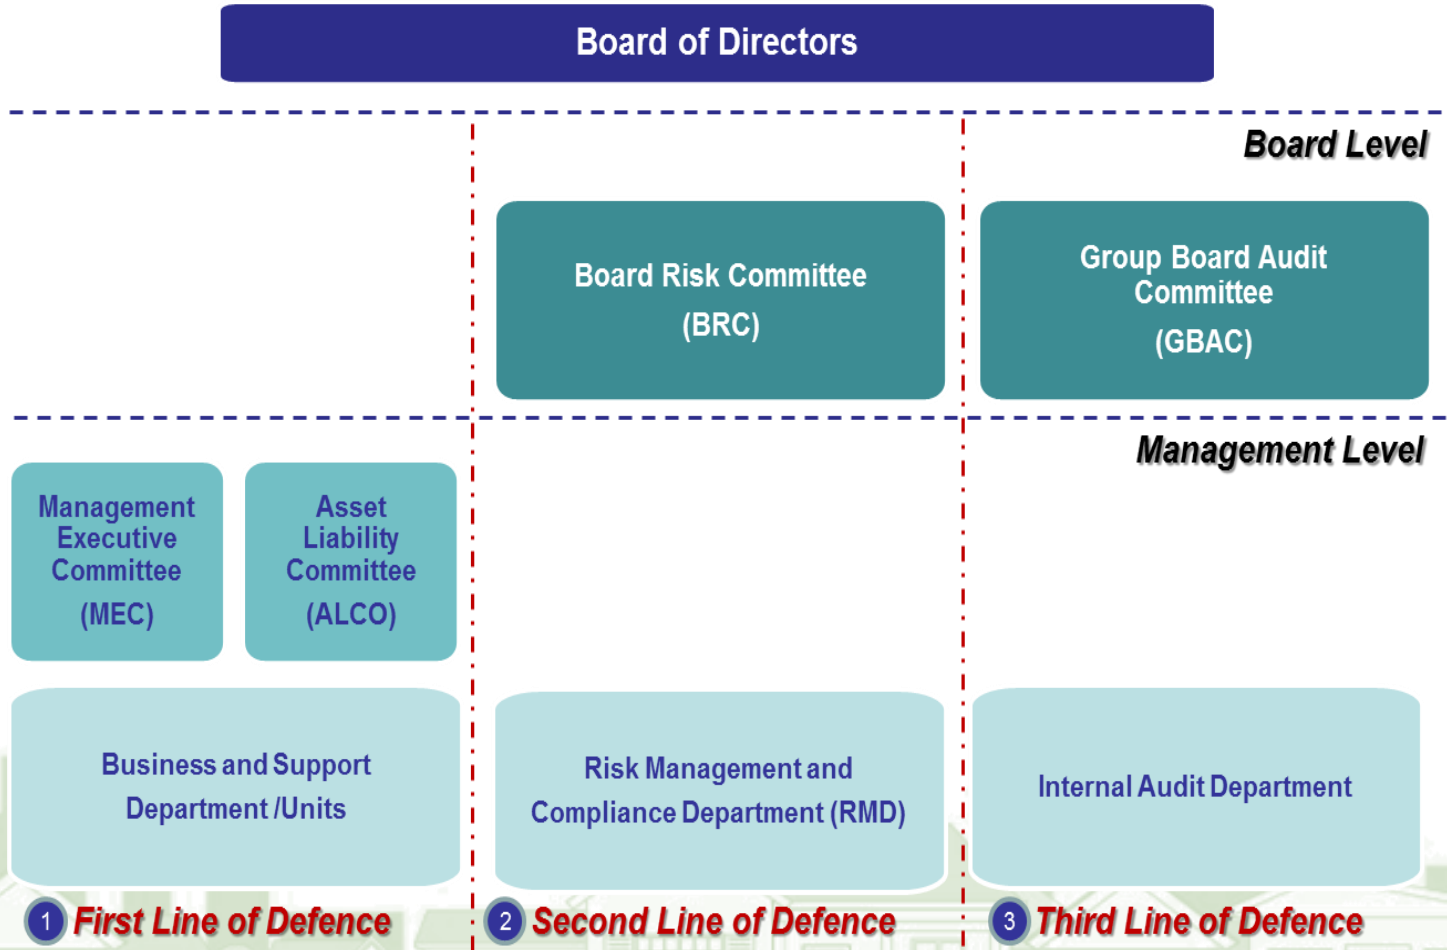 Board of Directors
Board Level
Board Risk Committee
(BRC)
Group Board Audit
Committee
(GBAC)
Management Level
Management
Executive
Committee
(MEC)
Asset
Liability
Committee
(ALCO)
Business and Support
Department /Units
Risk Management and
Compliance Department (RMD)
Internal Audit Department
1 First Line of Defence
2 Second Line of Defence
3 Third Line of Defence